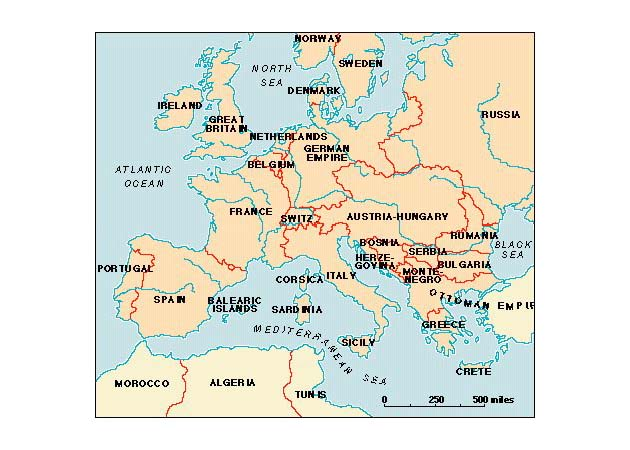 NORWAY
SWEDEN
NORTH
SEA
DENMARK
IRELAND
GREAT
BRITAIN
RUSSIA
NETHERLANDS
GERMAN
EMPIRE
BELGIUM
ATLANTIC
OCEAN
FRANCE
SWITZ
AUSTRIA-HUNGARY
RUMANIA
BLACK
SEA
BOSNIA
HERZE-
GOVINA
SERBIA
BULGARIA
MONTE-
NEGRO
PORTUGAL
SPAIN
CORSICA
ITALY
BALEARIC
ISLANDS
SARDINIA
OTTOMAN EMPIR
GREECE
MEDITERRANEAN SEA
SICILY
CRETE
MOROCCO
ALGERIA
TUNIS
0 250 500 miles